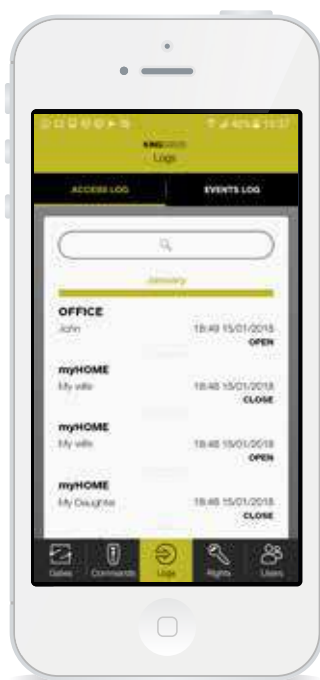 Logs
ACCESS LOG EVENTS LOG
January
OFFICE
John 18:49 15/01/2018
OPEN
myHOME
My wife 18:48 15/01/2018
CLOSE
myHOME
My wife 18:48 15/01/2018
OPEN
myHOME
My Daughter 18:48 15/01/2018
CLOSE
Gates Commands Logs Rights Users